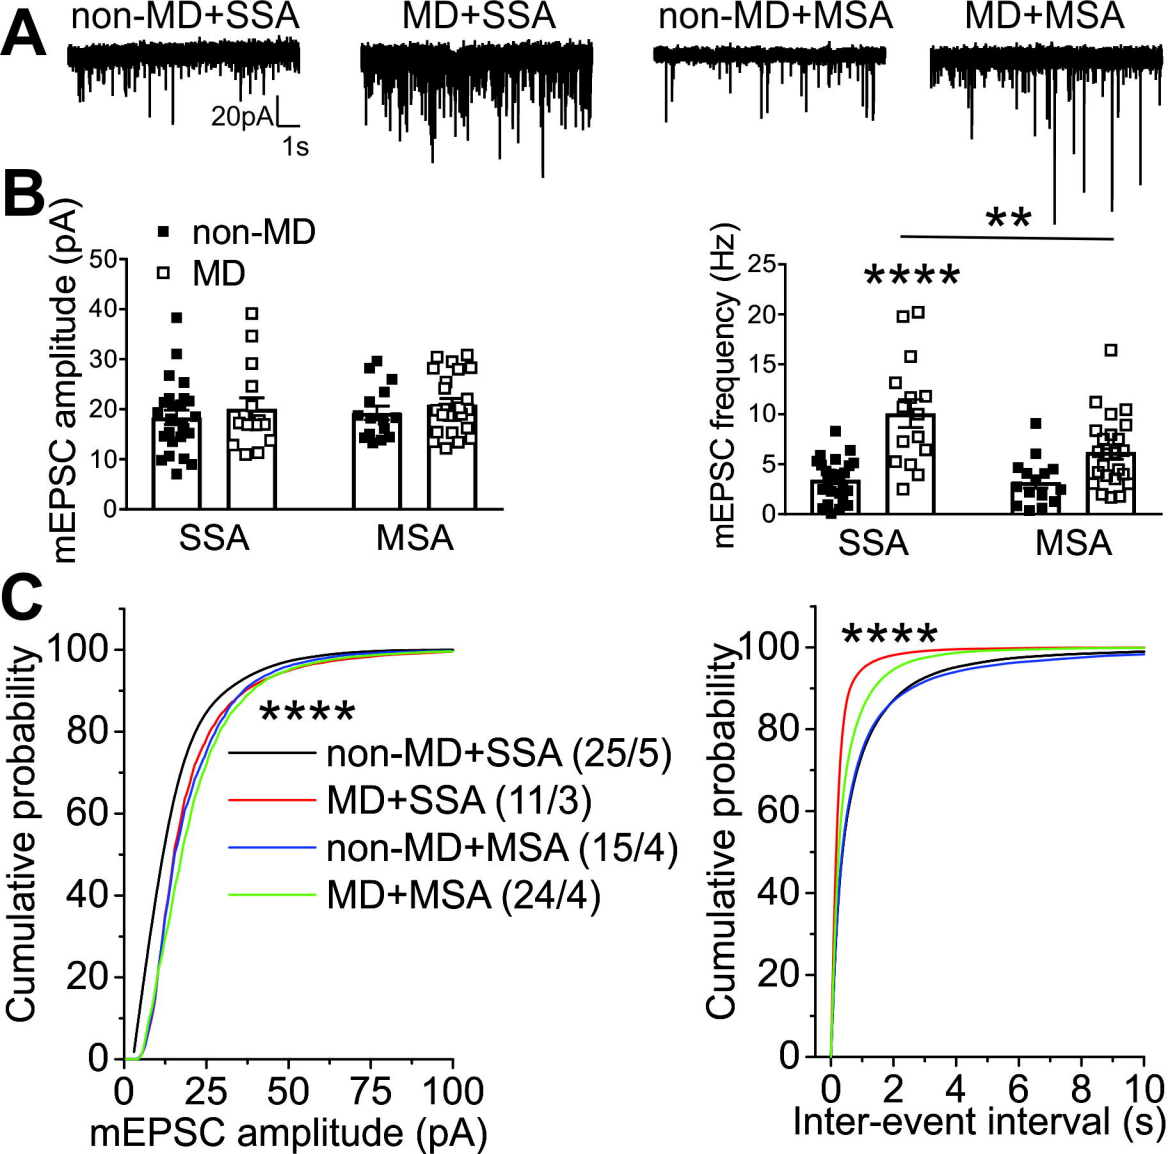 A
non-MD+SSA
MD+SSA
non-MD+MSA
MD+MSA
20pA
1s
B
mEPSC amplitude (pA)
non-MD
MD
50
40
30
20
10
0
SSA
MSA
mEPSC frequency (Hz)
**
****
25
20
15
10
5
0
SSA
MSA
C
Cumulative probability
100
80
60
40
20
0
****
non-MD+SSA (25/5)
MD+SSA (11/3)
non-MD+MSA (15/4)
MD+MSA (24/4)
0 25 50 75 100
mEPSC amplitude (pA)
Cumulative probability
100
80
60
40
20
0
****
0 2 4 6 8 10
Inter-event interval (s)